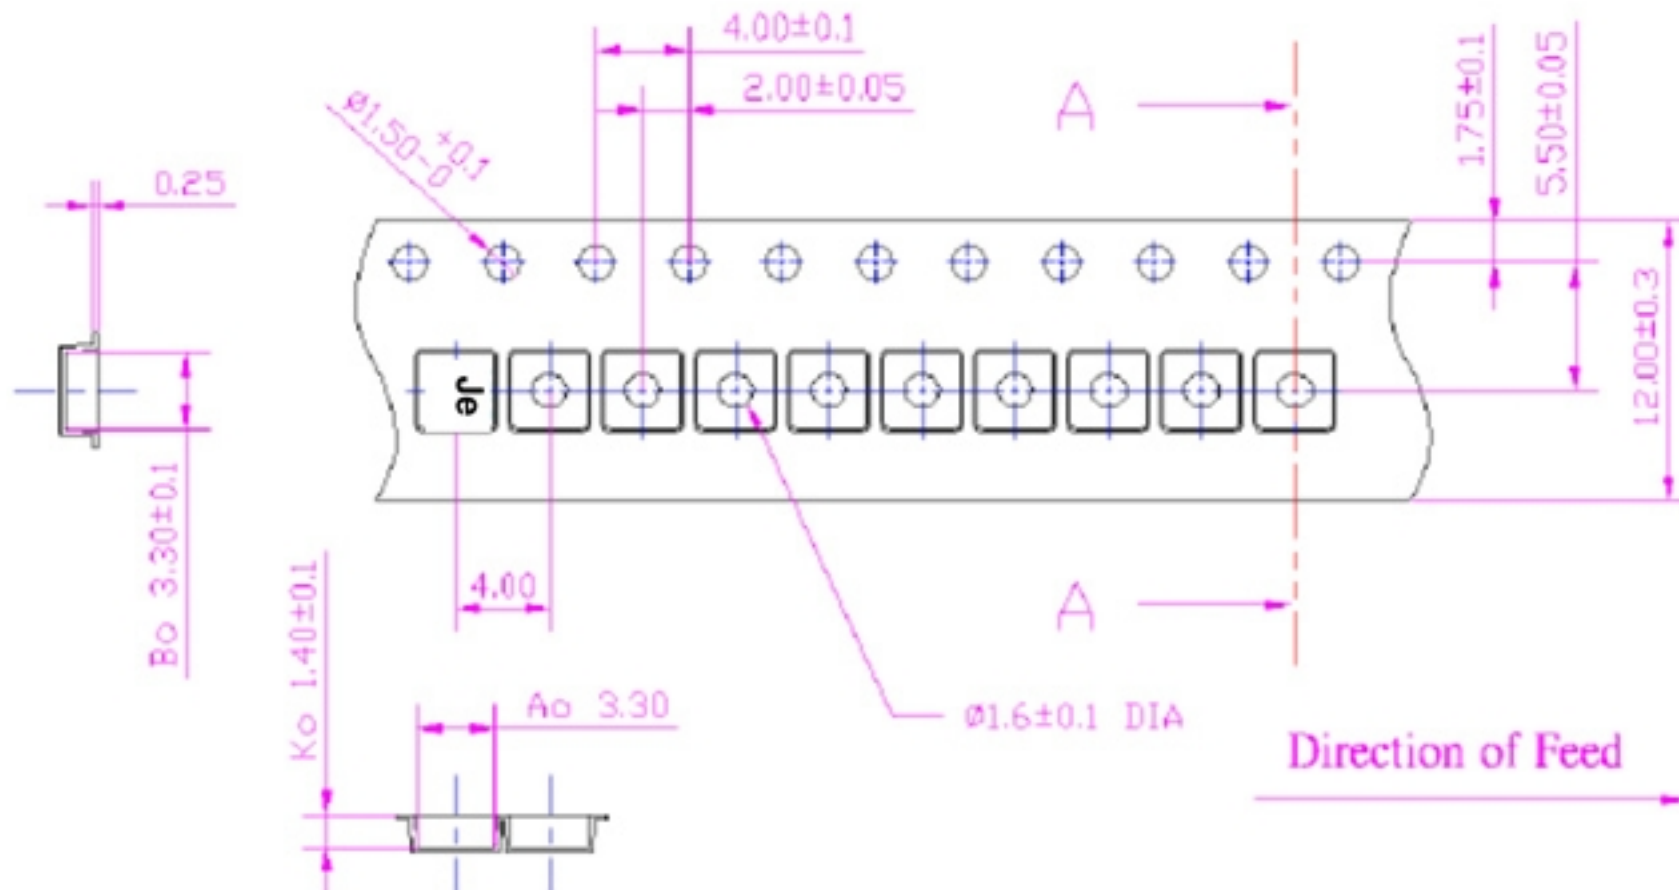 4.00±0.1
2.00±0.05
Ø1.50 +0.1 -0
A
1.75±0.1
5.50±0.05
0.25
12.00±0.3
Je
Bo 3.30±0.1
4.00
A
Ko 1.40±0.1
Ao 3.30
Ø1.6±0.1 DIA
Direction of Feed